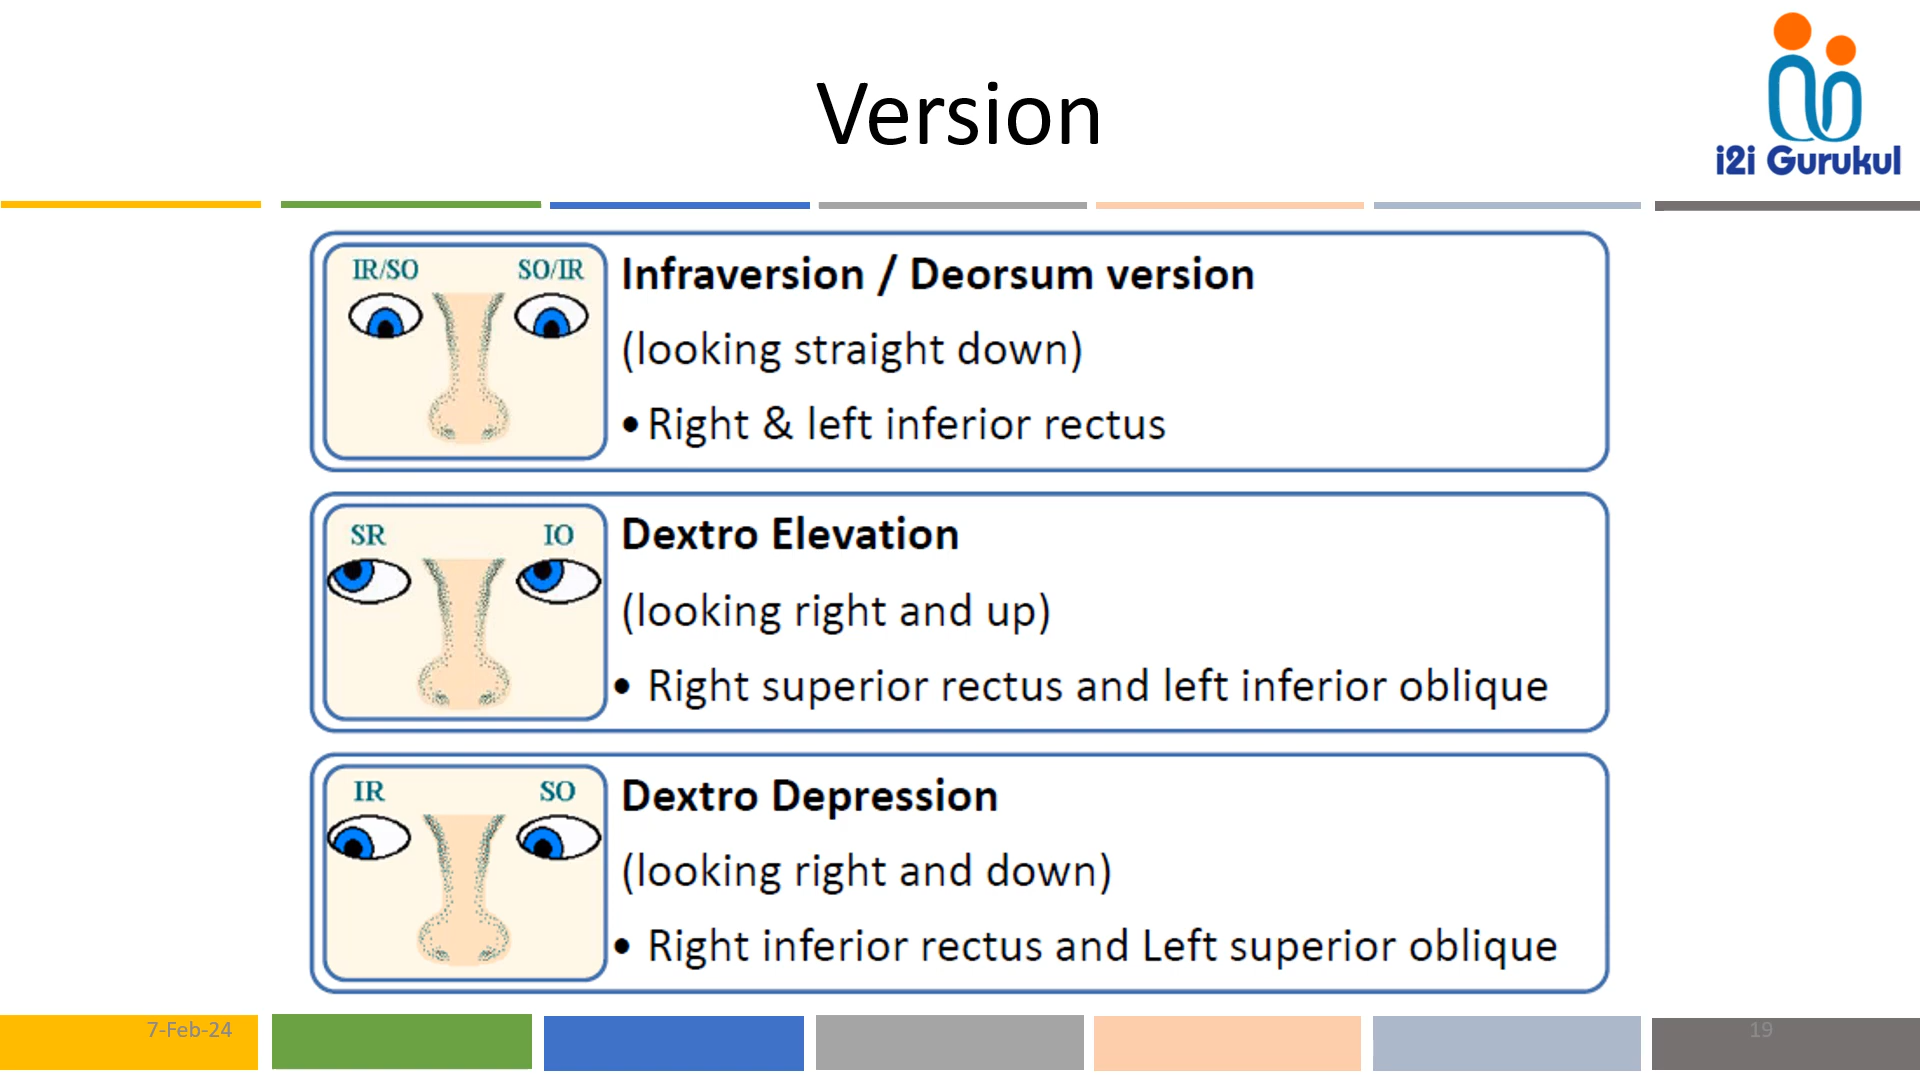 Version
i2i Gurukul
IR/SO SO/IR
Infraversion / Deorsum version
(looking straight down)
• Right & left inferior rectus
SR IO
Dextro Elevation
(looking right and up)
• Right superior rectus and left inferior oblique
IR SO
Dextro Depression
(looking right and down)
• Right inferior rectus and Left superior oblique
7-Feb-24
19